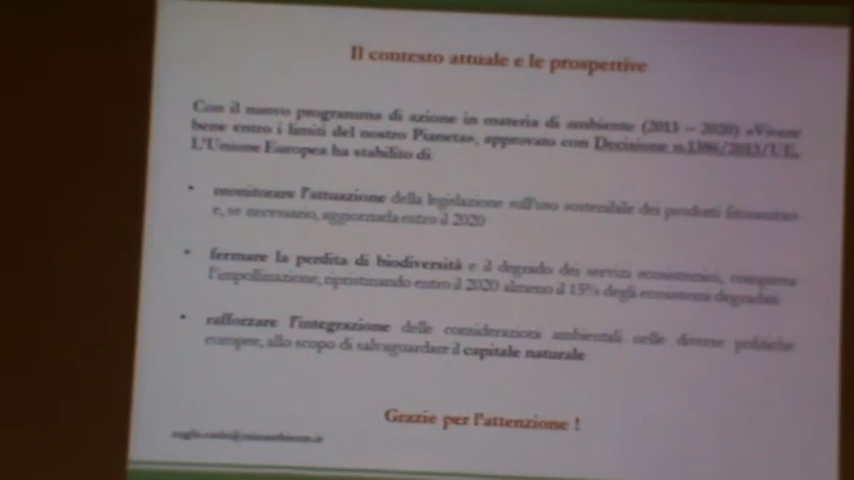 Il contesto attuale e le prospettive
Con il nuovo programma di azione in materia di ambiente (2013 – 2020) «Vivere
bene entro i limiti del nostro Pianeta», approvato con Decisione n.1386/2013/UE,
L'Unione Europea ha stabilito di:
• monitorare l'attuazione della legislazione sull'uso sostenibile dei prodotti fitosanitari
e, se necessario, aggiornarla entro il 2020
• fermare la perdita di biodiversità e il degrado dei servizi ecosistemici, compresa
l'impollinazione, ripristinando entro il 2020 almeno il 15% degli ecosistemi degradati
• rafforzare l'integrazione delle considerazioni ambientali nelle diverse politiche
europee, allo scopo di salvaguardare il capitale naturale
Grazie per l'attenzione !